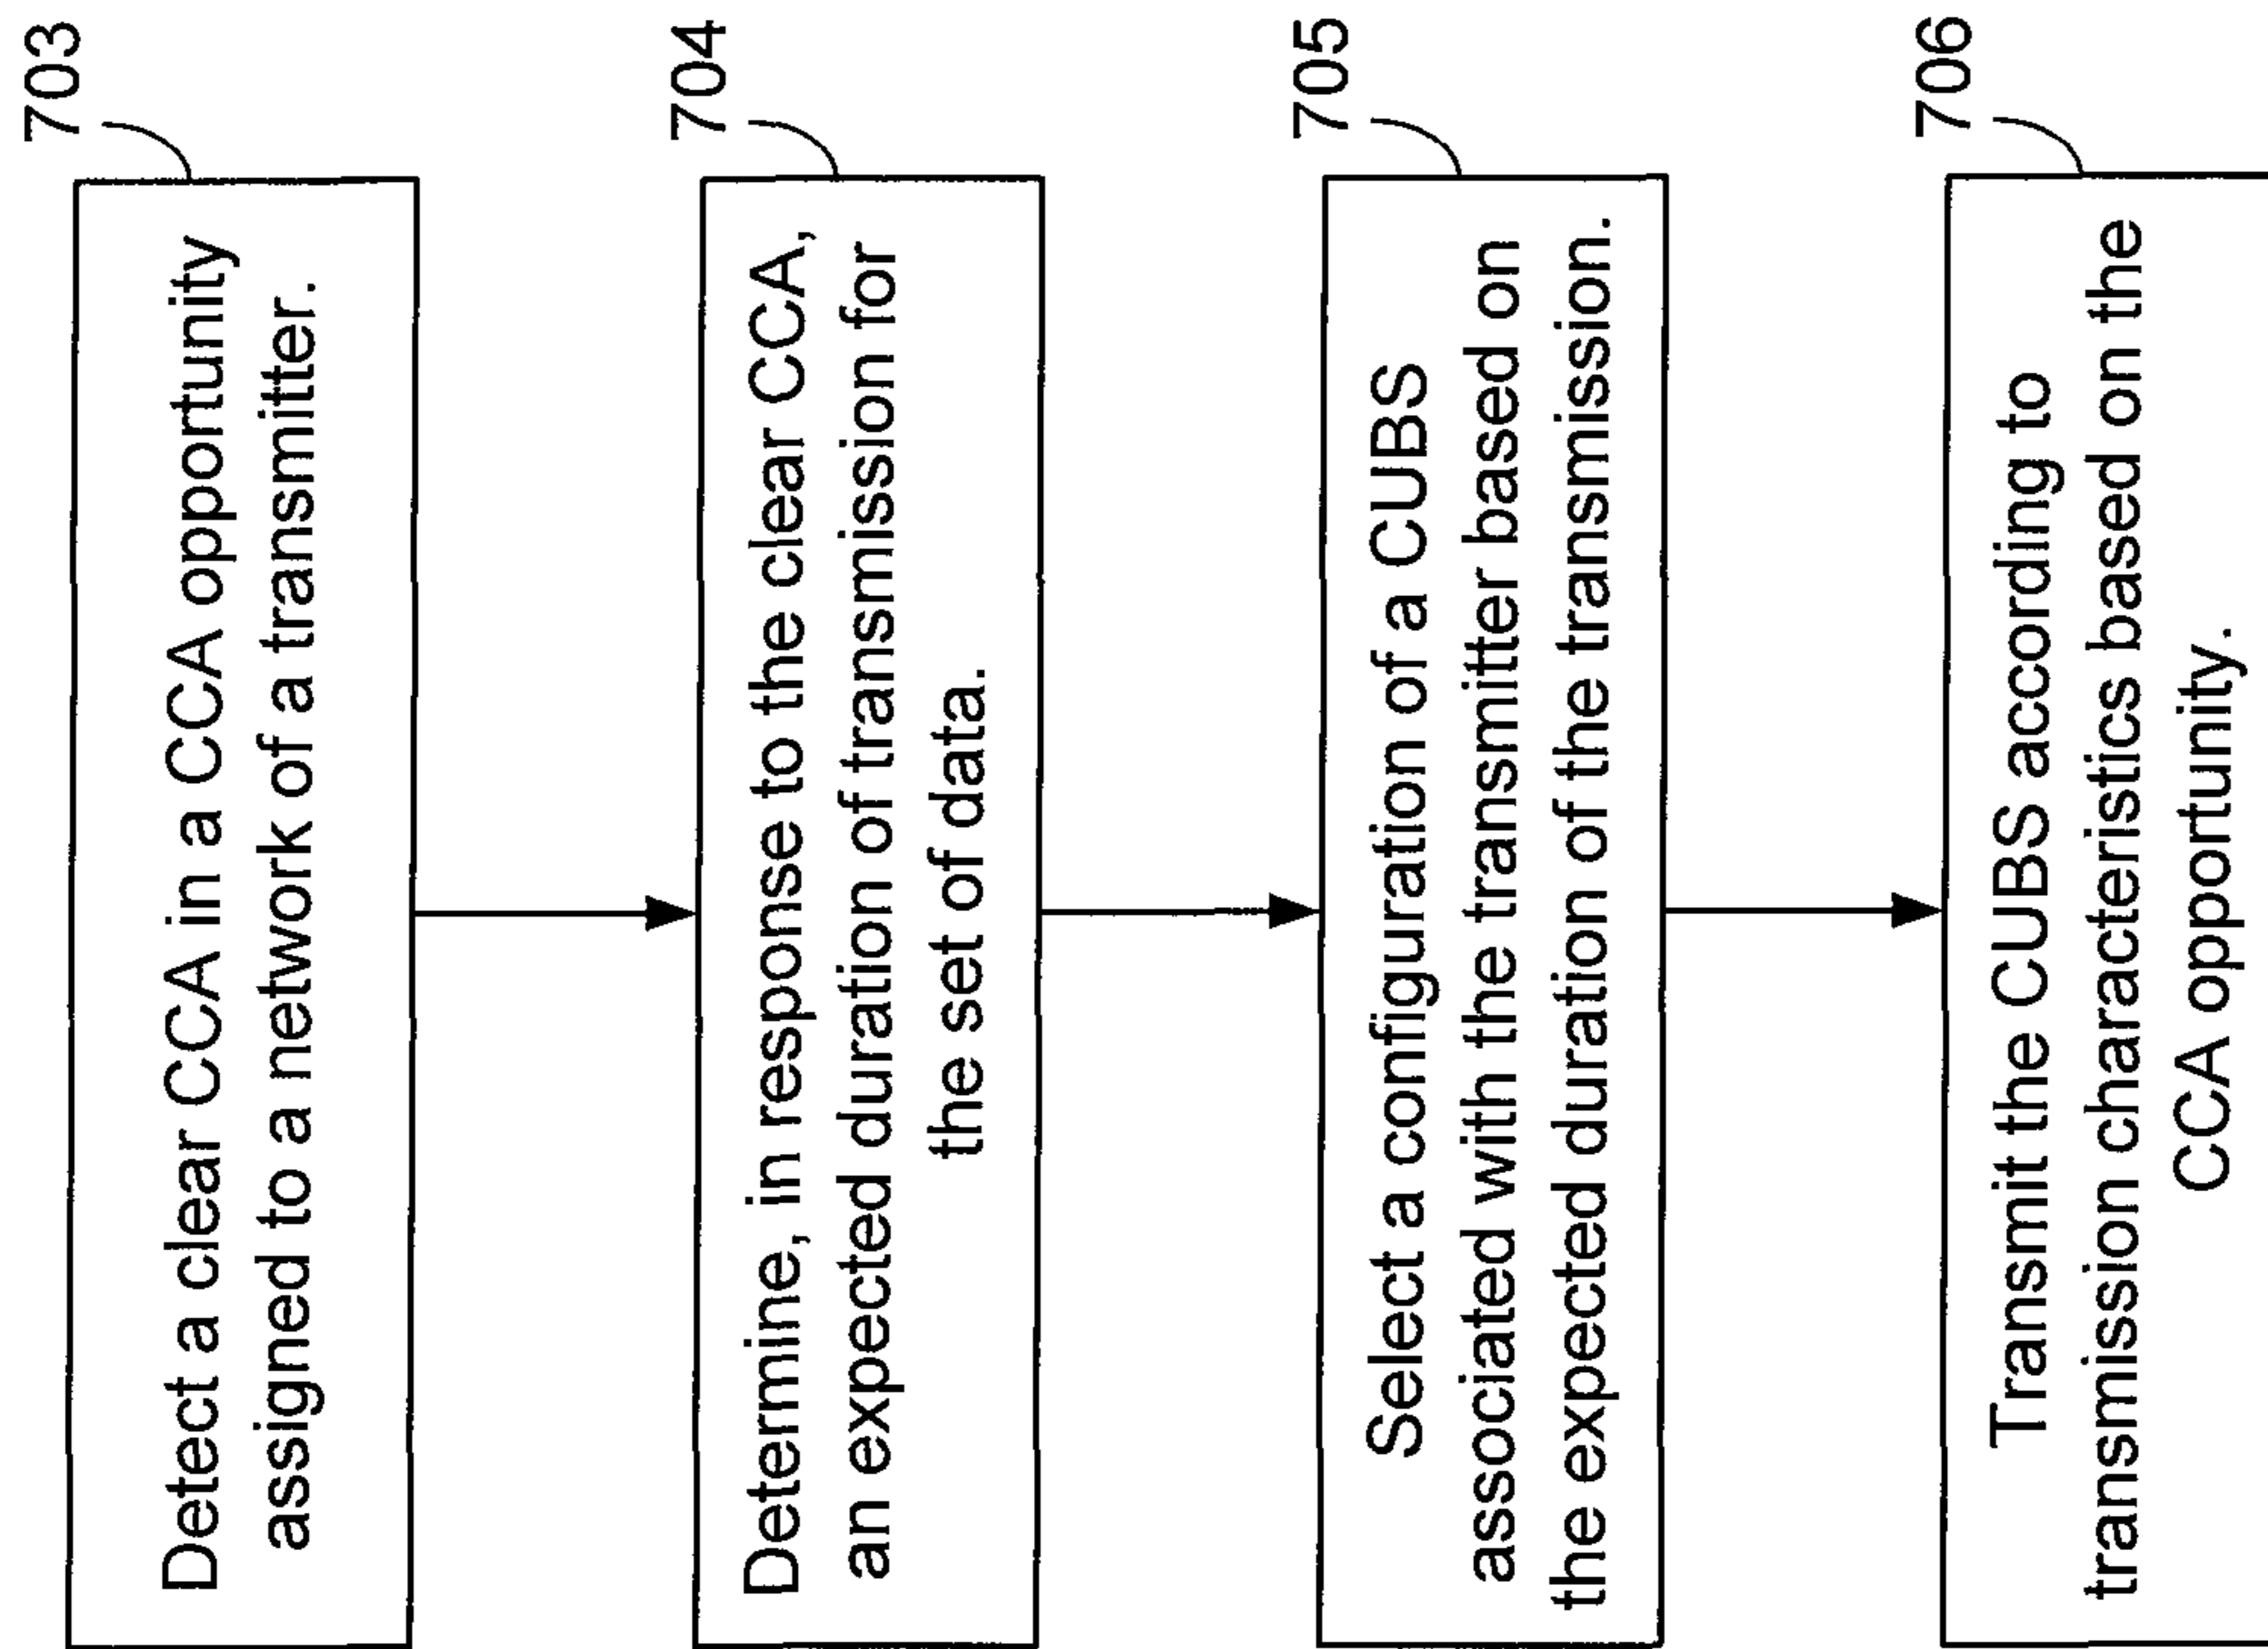 703
Detect a clear CCA in a CCA opportunity
assigned to a network of a transmitter.
704
Determine, in response to the clear CCA,
an expected duration of transmission for
the set of data.
705
Select a configuration of a CUBS
associated with the transmitter based on
the expected duration of the transmission.
706
Transmit the CUBS according to
transmission characteristics based on the
CCA opportunity.